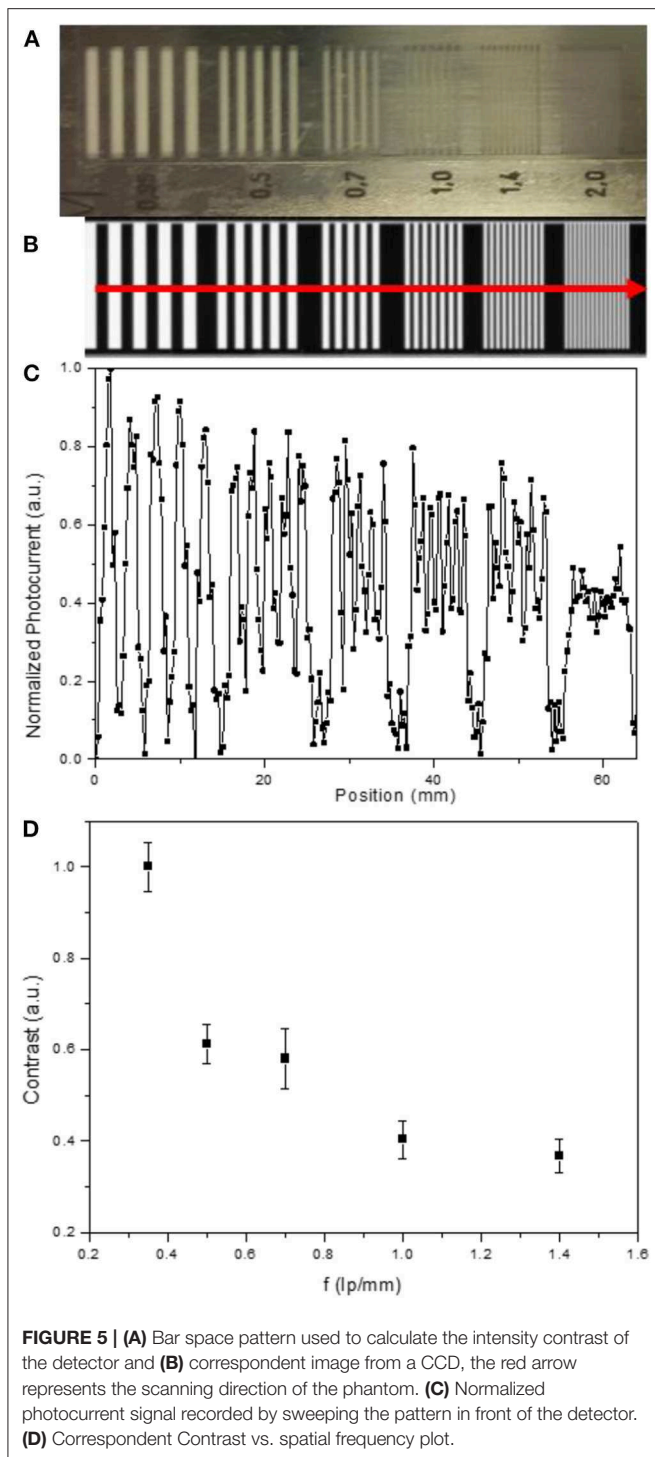 A
0.35
0,5
0,7
1,0
1,4
2,0
B
C
1.0
0.8
0.6
0.4
0.2
0.0
Normalized Photocurrent (a.u.)
0
20
40
60
Position (mm)
D
1.0
0.8
0.6
0.4
0.2
Contrast (a.u.)
0.2
0.4
0.6
0.8
1.0
1.2
1.4
1.6
f (lp/mm)
FIGURE 5 | (A) Bar space pattern used to calculate the intensity contrast of
the detector and (B) correspondent image from a CCD, the red arrow
represents the scanning direction of the phantom. (C) Normalized
photocurrent signal recorded by sweeping the pattern in front of the detector.
(D) Correspondent Contrast vs. spatial frequency plot.